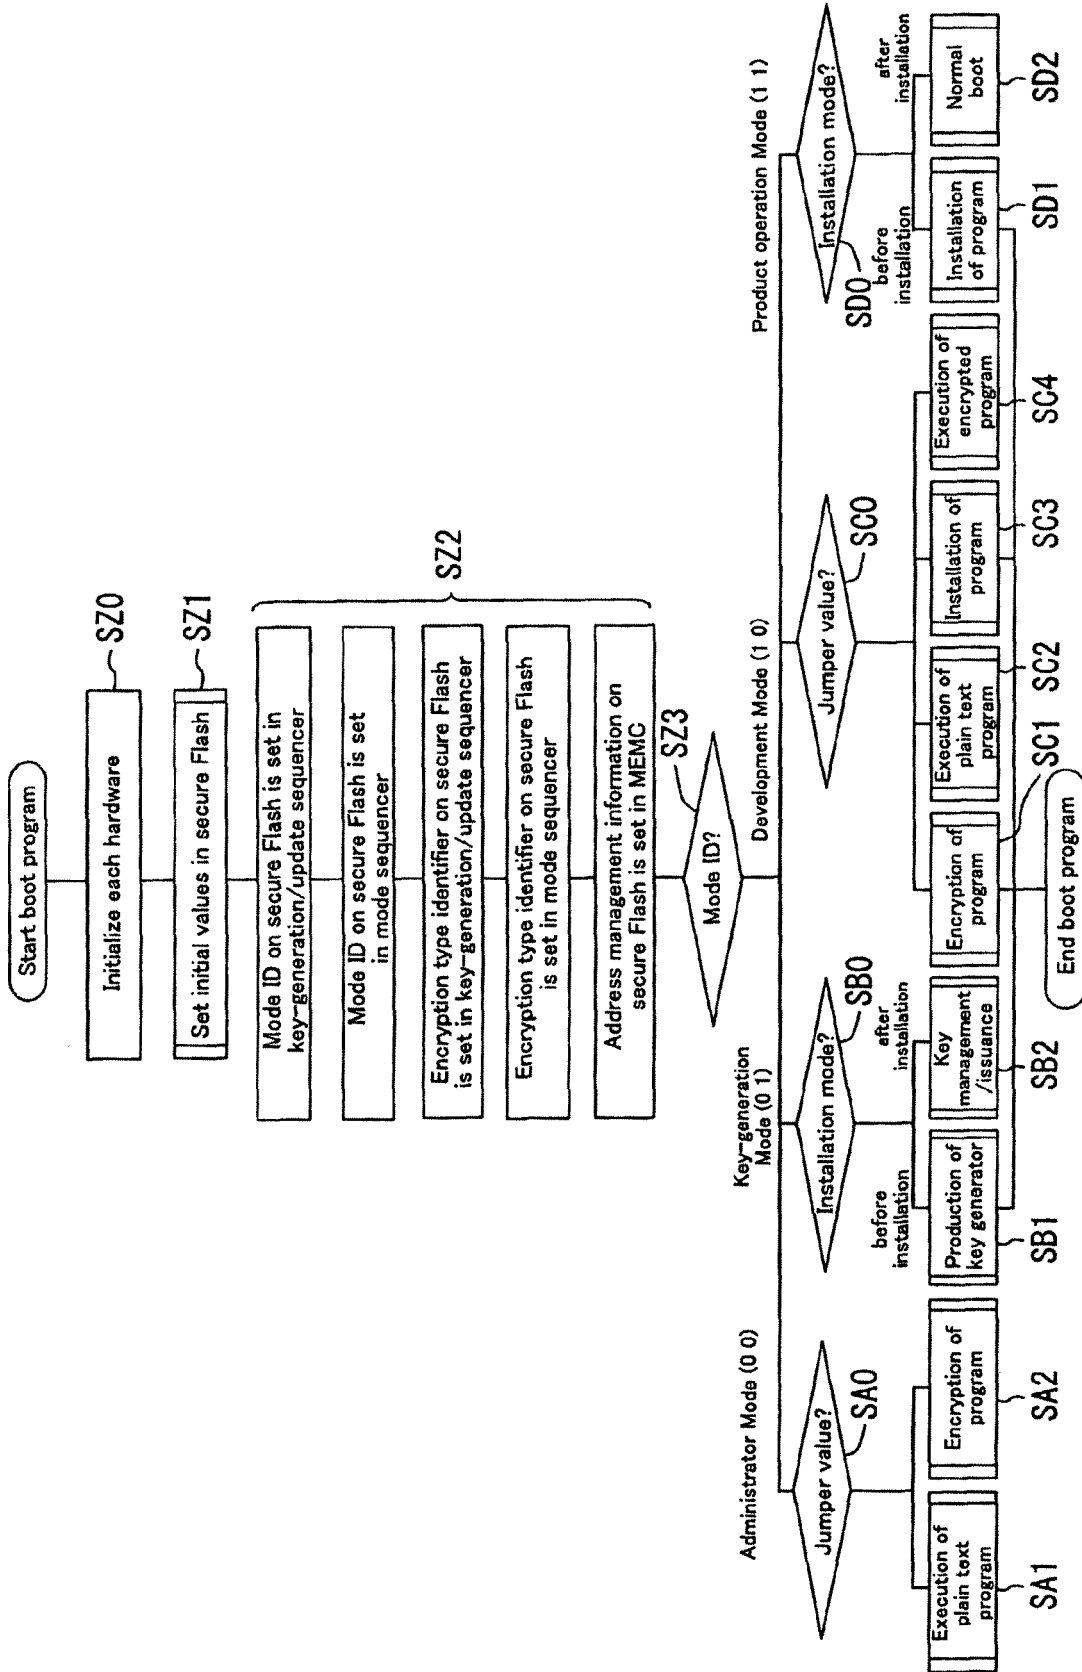 Start boot program
Initialize each hardware
SZ0
Set initial values in secure Flash
SZ1
Mode ID on secure Flash is set in
key-generation/update sequencer
Mode ID on secure Flash is set
in mode sequencer
Encryption type identifier on secure Flash
is set in key-generation/update sequencer
Encryption type identifier on secure Flash
is set in mode sequencer
Address management information on
secure Flash is set in MEMC
SZ2
Mode ID?
SZ3
Administrator Mode (0 0)
Key-generation
Mode (0 1)
Development Mode (1 0)
Product operation Mode (1 1)
Jumper value?
SA0
Installation mode?
SB0
Jumper value?
SC0
Installation mode?
SD0
before
installation
after
installation
before
installation
after
installation
Execution of
plain text
program
Encryption of
program
Production of
key generator
Key
management
/issuance
Encryption of
program
Execution of
plain text
program
Installation of
program
Execution of
encrypted
program
Installation
of program
Normal
boot
SA1
SA2
SB1
SB2
SC1
SC2
SC3
SC4
SD1
SD2
End boot program